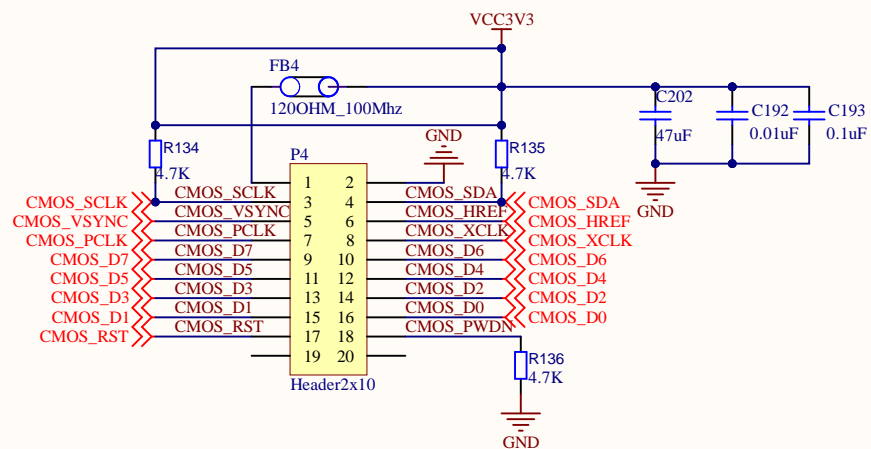 VCC3V3
FB4
120OHM_100Mhz
C202
47uF
C192
0.01uF
C193
0.1uF
GND
GND
R134
4.7K
R135
4.7K
P4
CMOS_SCLK CMOS_SCLK 3 4 CMOS_SDA CMOS_SDA
1 2
CMOS_VSYNC CMOS_VSYNC 5 6 CMOS_HREF CMOS_HREF
CMOS_PCLK CMOS_PCLK 7 8 CMOS_XCLK CMOS_XCLK
CMOS_D7 CMOS_D7 9 10 CMOS_D6 CMOS_D6
CMOS_D5 CMOS_D5 11 12 CMOS_D4 CMOS_D4
CMOS_D3 CMOS_D3 13 14 CMOS_D2 CMOS_D2
CMOS_D1 CMOS_D1 15 16 CMOS_D0 CMOS_D0
CMOS_RST CMOS_RST 17 18 CMOS_PWDN
19 20
Header2x10
R136
4.7K
GND